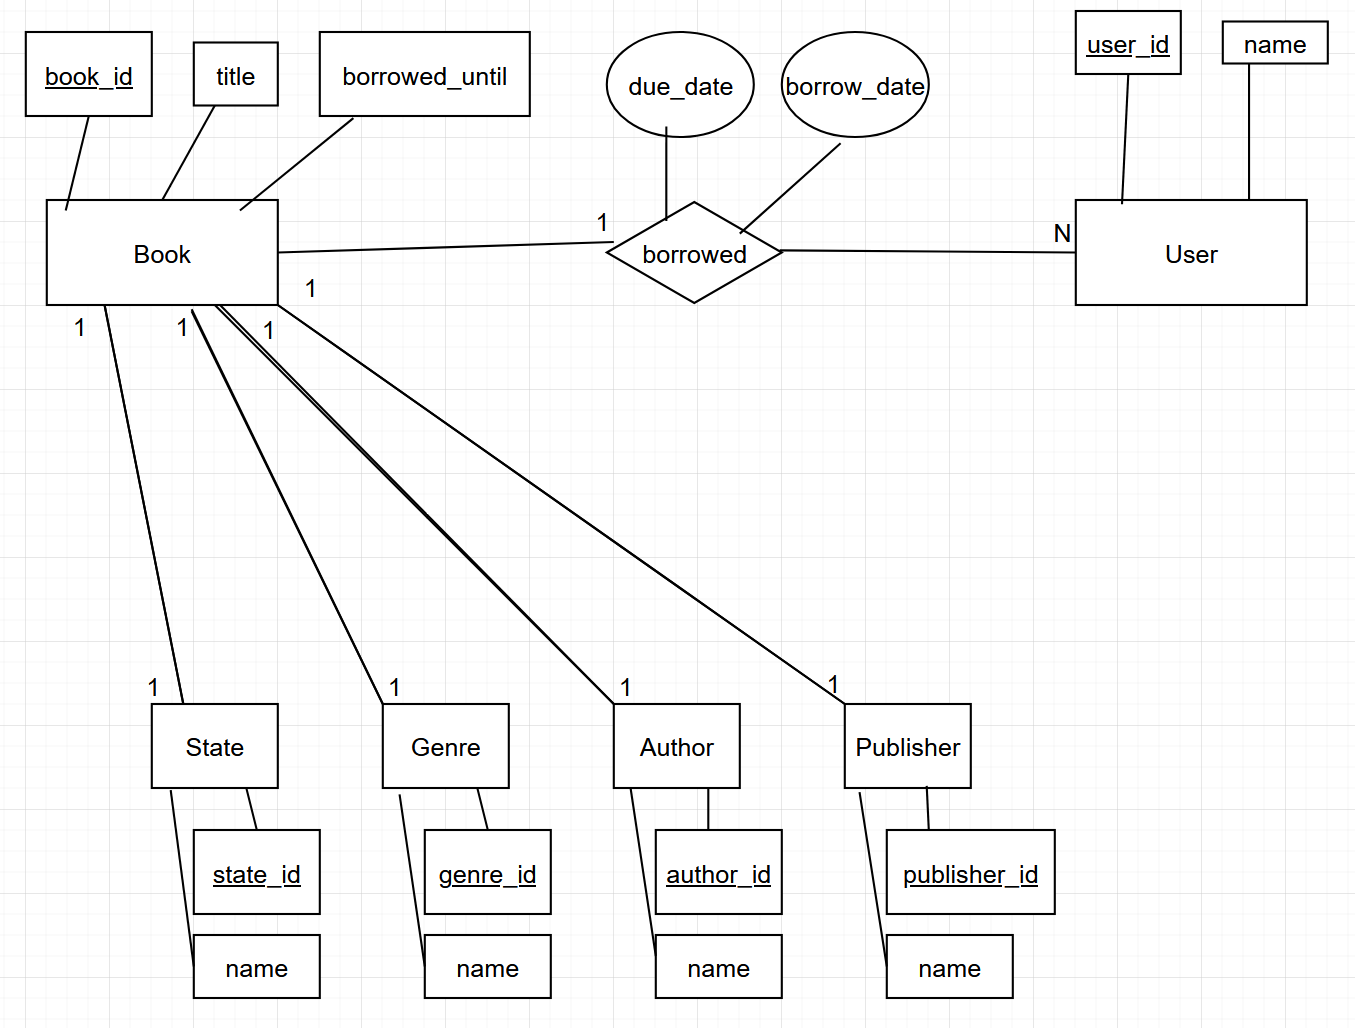 book_id
title
borrowed_until
due_date
borrow_date
user_id
name
Book
1
borrowed
N
User
1
1
1
1
1
1
1
1
State
Genre
Author
Publisher
state_id
genre_id
author_id
publisher_id
name
name
name
name